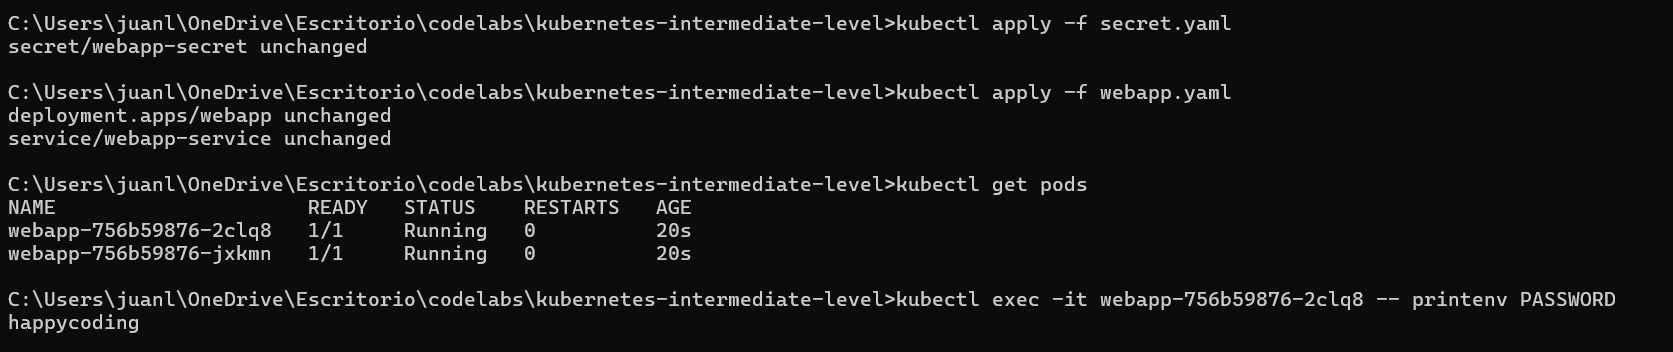 C:\Users\juanl\OneDrive\Escritorio\codelabs\kubernetes-intermediate-level>kubectl apply -f secret.yaml
secret/webapp-secret unchanged
C:\Users\juanl\OneDrive\Escritorio\codelabs\kubernetes-intermediate-level>kubectl apply -f webapp.yaml
deployment.apps/webapp unchanged
service/webapp-service unchanged
C:\Users\juanl\OneDrive\Escritorio\codelabs\kubernetes-intermediate-level>kubectl get pods
NAME                     READY   STATUS    RESTARTS   AGE
webapp-756b59876-2clq8   1/1     Running   0          20s
webapp-756b59876-jxkmn   1/1     Running   0          20s
C:\Users\juanl\OneDrive\Escritorio\codelabs\kubernetes-intermediate-level>kubectl exec -it webapp-756b59876-2clq8 -- printenv PASSWORD
happycoding